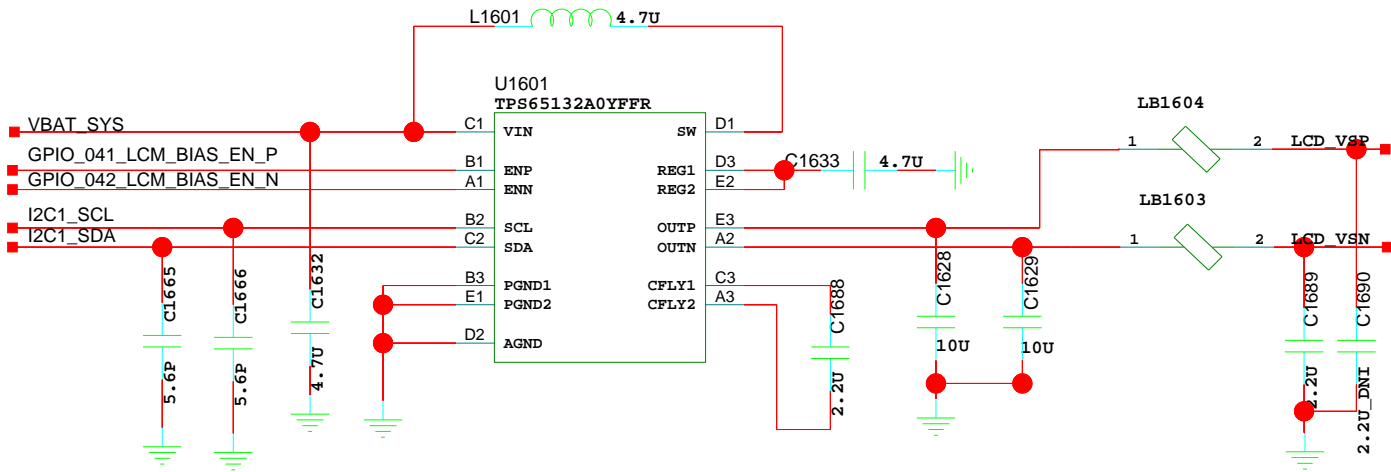 L1601
4.7U
U1601
TPS65132A0YFFR
LB1604
VBAT_SYS
C1
VIN
SW
D1
GPIO_041_LCM_BIAS_EN_P
B1
ENP
REG1
D3
C1633
4.7U
1
2
LCD_VSP
GPIO_042_LCM_BIAS_EN_N
A1
ENN
REG2
E2
LB1603
I2C1_SCL
B2
SCL
OUTP
E3
I2C1_SDA
C2
SDA
OUTN
A2
1
2
LCD_VSN
C1665
C1666
C1632
B3
PGND1
CFLY1
C3
C1688
C1628
C1629
C1689
C1690
E1
PGND2
CFLY2
A3
D2
AGND
10U
10U
5.6P
5.6P
4.7U
2.2U
2.2U
2.2U_DNI